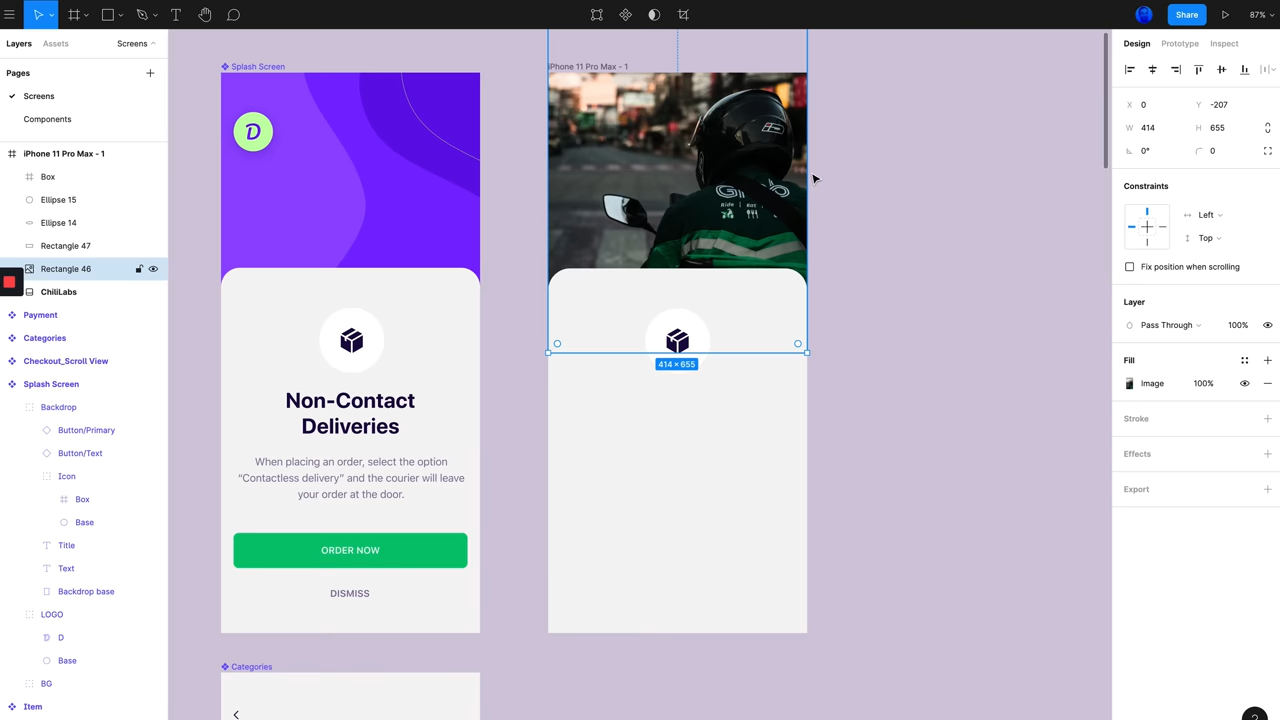 Share
87%
Layers
Assets
Screens
Pages
Screens
Components
iPhone 11 Pro Max - 1
Box
Ellipse 15
Ellipse 14
Rectangle 47
Rectangle 46
ChiliLabs
Payment
Categories
Checkout_Scroll View
Splash Screen
Backdrop
Button/Primary
Button/Text
Icon
Box
Base
Title
Text
Backdrop base
LOGO
D
Base
BG
Item
Splash Screen
D
Non-Contact
Deliveries
When placing an order, select the option
“Contactless delivery” and the courier will leave
your order at the door.
ORDER NOW
DISMISS
Categories
iPhone 11 Pro Max - 1
Grab
414 × 655
Design
Prototype
Inspect
X 0 Y -207
W 414 H 655
0° 0
Constraints
Left
Top
Fix position when scrolling
Layer
Pass Through 100%
Fill
Image 100%
Stroke
Effects
Export
?